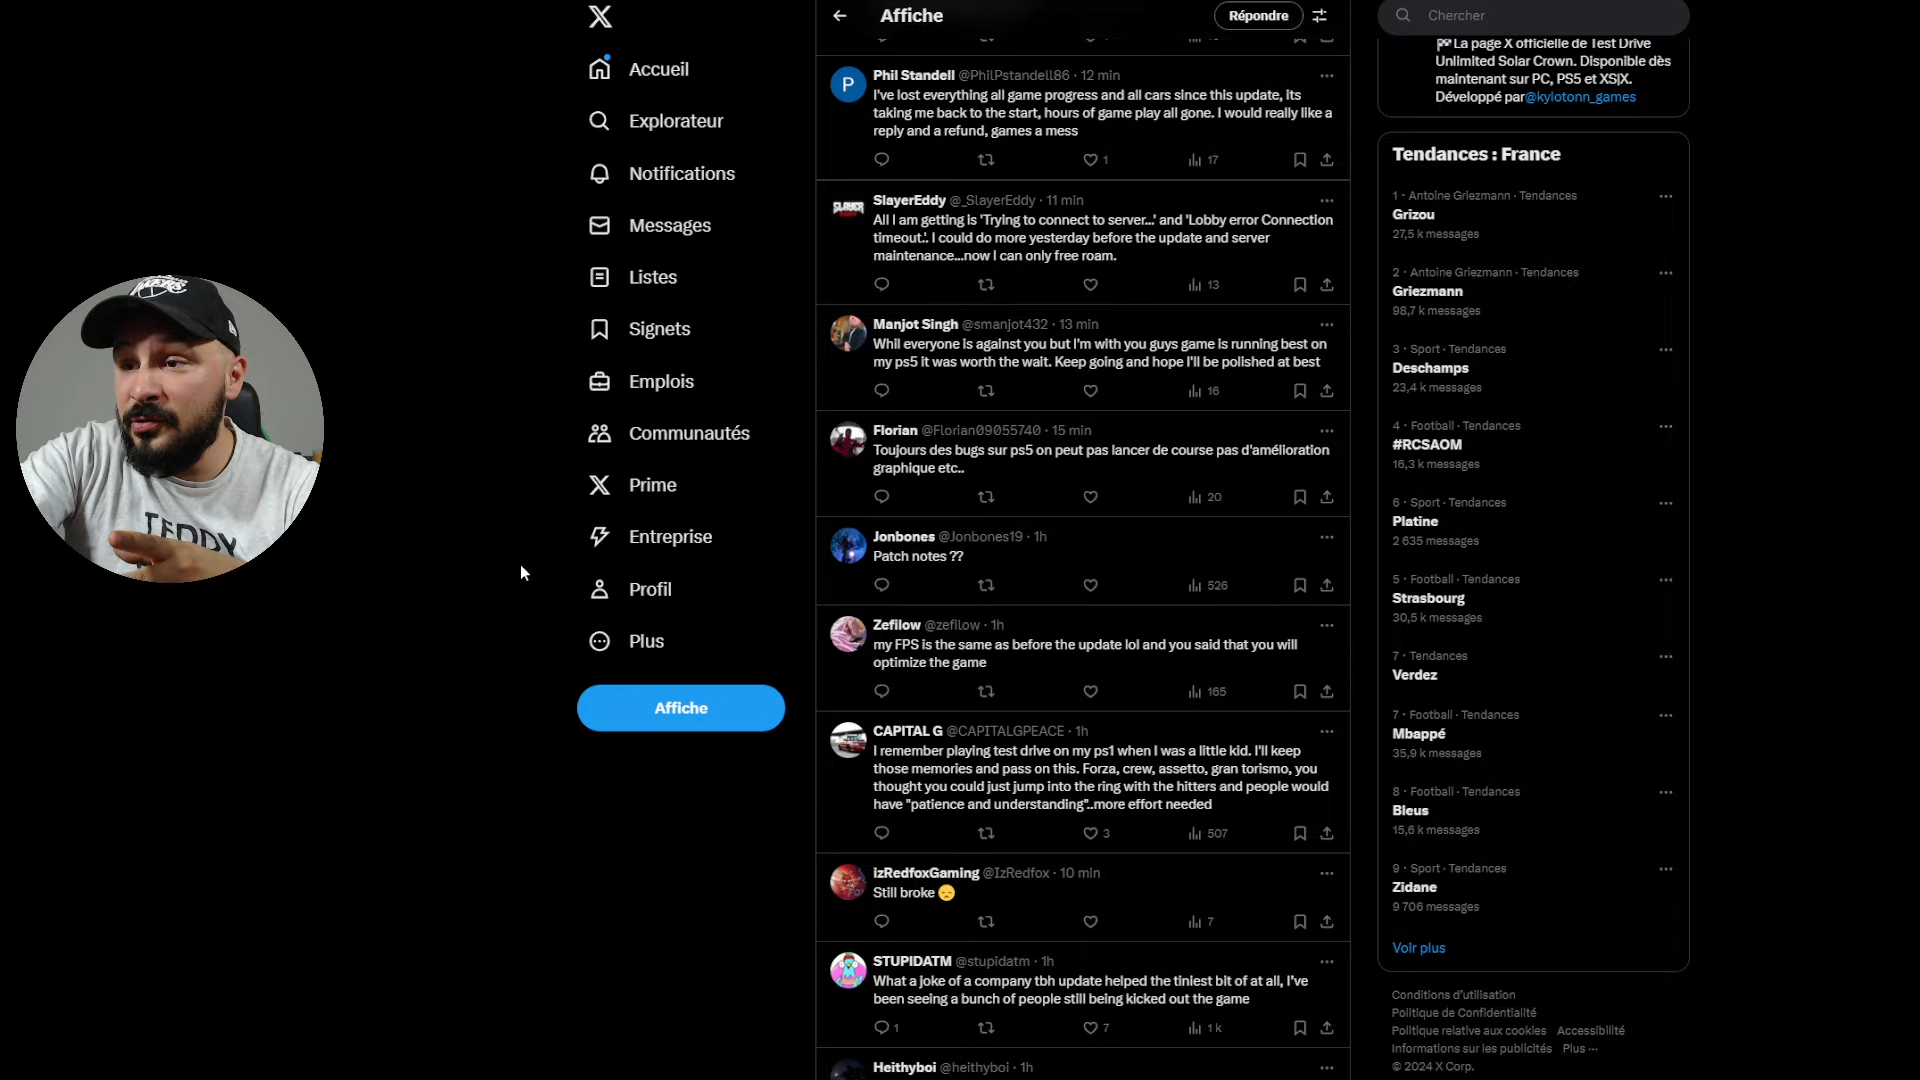 Accueil
Explorateur
Notifications
Messages
Listes
Signets
Emplois
Communautés
Prime
Entreprise
Profil
Plus
Affiche
TEDDY
Affiche
Répondre
Phil Standell @PhilPstandell86 · 12 min
I've lost everything all game progress and all cars since this update, its
taking me back to the start, hours of game play all gone. I would really like a
reply and a refund, games a mess
1
17
SLAYER
SlayerEddy @_SlayerEddy · 11 min
All I am getting is 'Trying to connect to server...' and 'Lobby error Connection
timeout.'. I could do more yesterday before the update and server
maintenance...now I can only free roam.
13
Manjot Singh @smanjot432 · 13 min
Whil everyone is against you but I'm with you guys game is running best on
my ps5 it was worth the wait. Keep going and hope I'll be polished at best
16
Florian @Florian09055740 · 15 min
Toujours des bugs sur ps5 on peut pas lancer de course pas d'amélioration
graphique etc..
20
Jonbones @Jonbones19 · 1h
Patch notes ??
526
Zefilow @zefilow · 1h
my FPS is the same as before the update lol and you said that you will
optimize the game
165
CAPITAL G @CAPITALGPEACE · 1h
I remember playing test drive on my ps1 when I was a little kid. I'll keep
those memories and pass on this. Forza, crew, assetto, gran torismo, you
thought you could just jump into the ring with the hitters and people would
have "patience and understanding"..more effort needed
3
507
izRedfoxGaming @IzRedfox · 10 min
Still broke 😞
7
STUPIDATM @stupidatm · 1h
What a joke of a company tbh update helped the tiniest bit of at all, I've
been seeing a bunch of people still being kicked out the game
1
7
1 k
Heithyboi @heithyboi · 1h
Chercher
🏁La page X officielle de Test Drive
Unlimited Solar Crown. Disponible dès
maintenant sur PC, PS5 et XS|X.
Développé par@kylotonn_games
Tendances : France
1 · Antoine Griezmann · Tendances
Grizou
27,5 k messages
2 · Antoine Griezmann · Tendances
Griezmann
98,7 k messages
3 · Sport · Tendances
Deschamps
23,4 k messages
4 · Football · Tendances
#RCSAOM
16,3 k messages
6 · Sport · Tendances
Platine
2 635 messages
5 · Football · Tendances
Strasbourg
30,5 k messages
7 · Tendances
Verdez
7 · Football · Tendances
Mbappé
35,9 k messages
8 · Football · Tendances
Bleus
15,6 k messages
9 · Sport · Tendances
Zidane
9 706 messages
Voir plus
Conditions d'utilisation
Politique de Confidentialité
Politique relative aux cookies Accessibilité
Informations sur les publicités Plus ···
© 2024 X Corp.